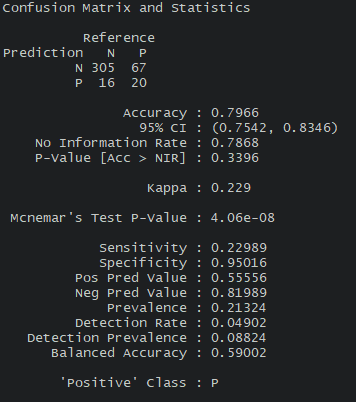 Confusion Matrix and Statistics

          Reference
Prediction   N   P
         N 305  67
         P  16  20

               Accuracy : 0.7966
                 95% CI : (0.7542, 0.8346)
    No Information Rate : 0.7868
    P-Value [Acc > NIR] : 0.3396

                  Kappa : 0.229

 Mcnemar's Test P-Value : 4.06e-08

            Sensitivity : 0.22989
            Specificity : 0.95016
         Pos Pred Value : 0.55556
         Neg Pred Value : 0.81989
             Prevalence : 0.21324
         Detection Rate : 0.04902
   Detection Prevalence : 0.08824
      Balanced Accuracy : 0.59002

       'Positive' Class : P